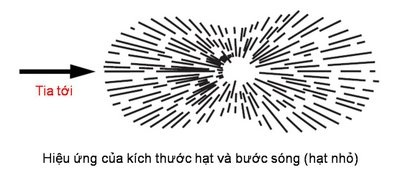 Tia tới
Hiệu ứng của kích thước hạt và bước sóng (hạt nhỏ)